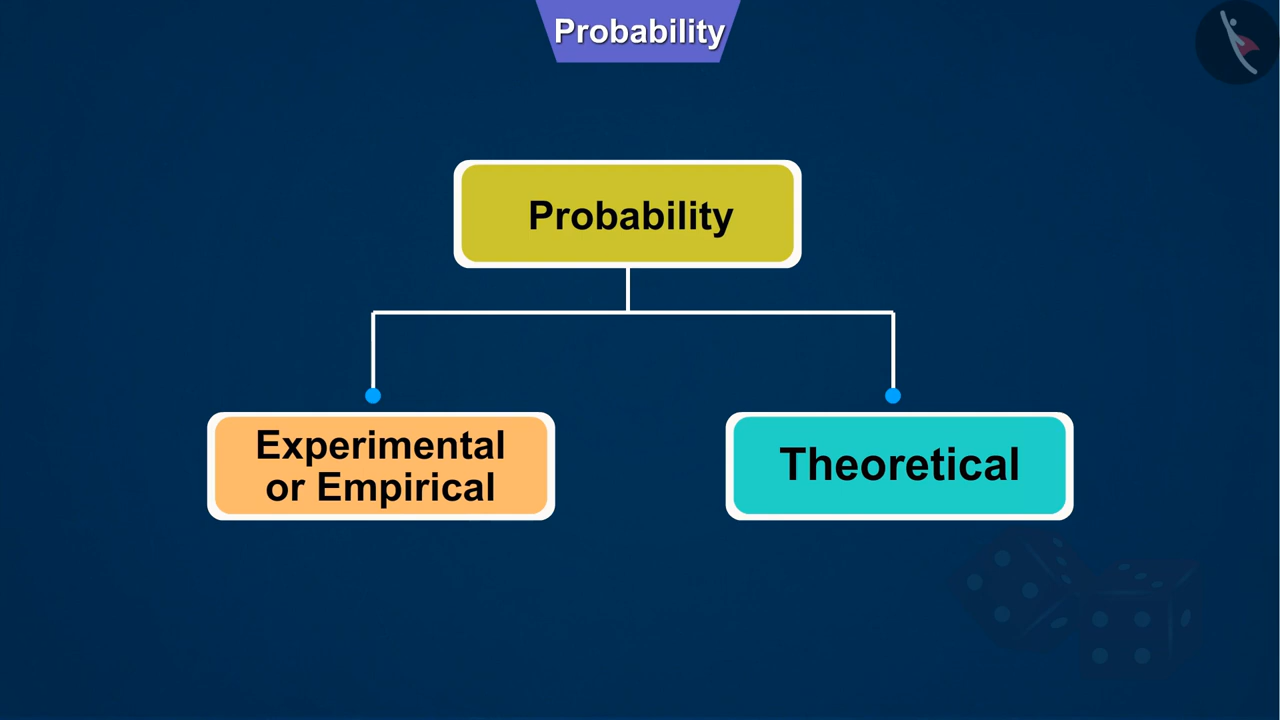 Probability
Probability
Experimental
or Empirical
Theoretical